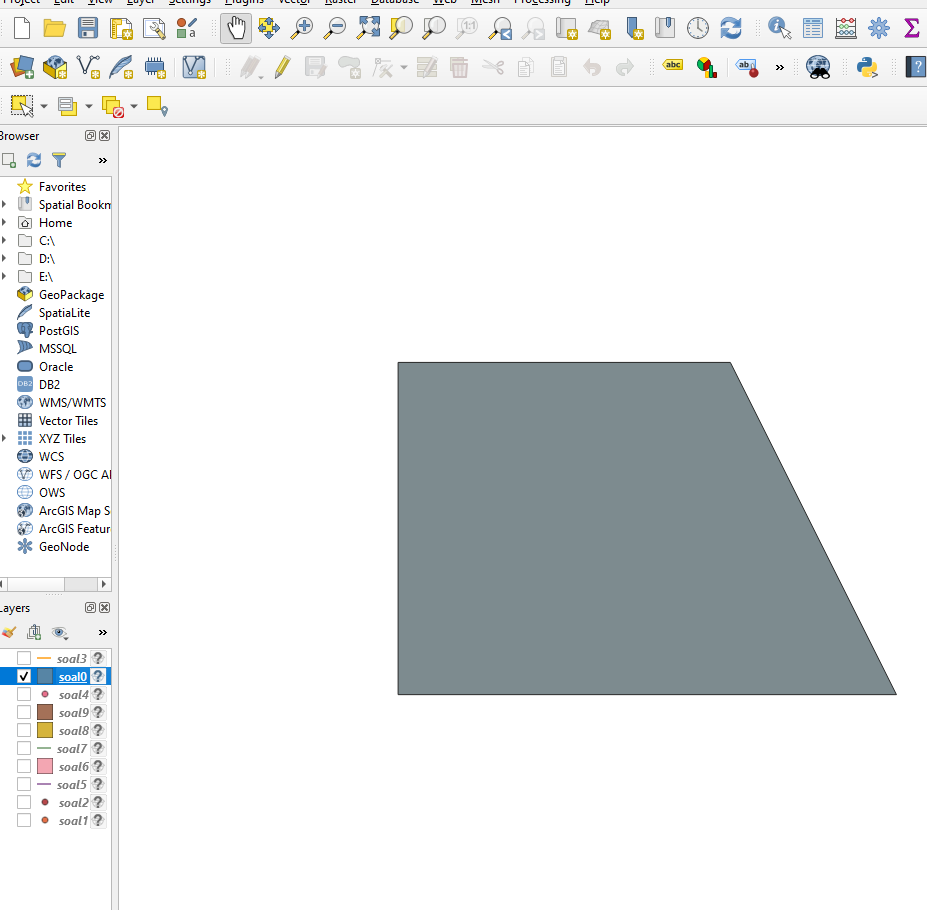 Project Edit View Layer Settings Plugins Vector Raster Database Web Mesh Processing Help
Browser
Favorites
Spatial Bookm
Home
C:\
D:\
E:\
GeoPackage
SpatiaLite
PostGIS
MSSQL
Oracle
DB2
WMS/WMTS
Vector Tiles
XYZ Tiles
WCS
WFS / OGC AI
OWS
ArcGIS Map S
ArcGIS Featur
GeoNode
Layers
soal3
soal0
soal4
soal9
soal8
soal7
soal6
soal5
soal2
soal1